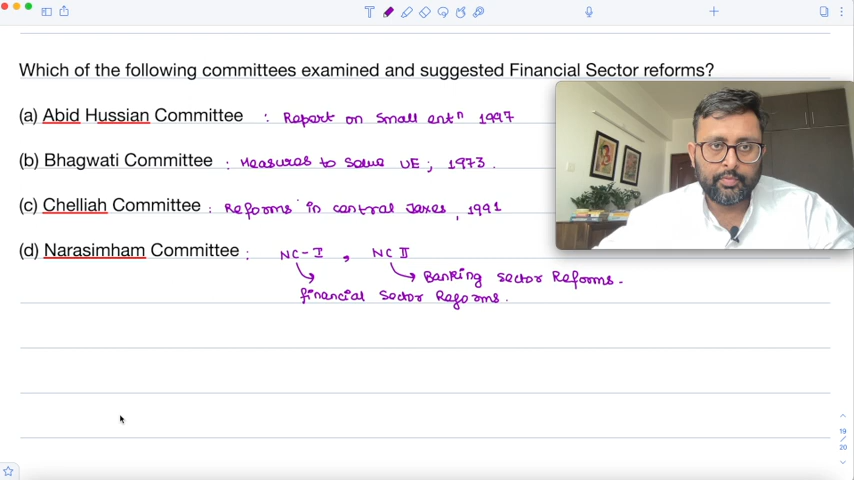 Which of the following committees examined and suggested Financial Sector reforms?
(a) Abid Hussian Committee : Report on Small entⁿ 1997
(b) Bhagwati Committee : Measures to Solve UE ; 1973.
(c) Chelliah Committee : Reforms in central Taxes, 1991
(d) Narasimham Committee : NC-I, NC II
Banking sector Reforms.
financial sector Reforms.
19
20